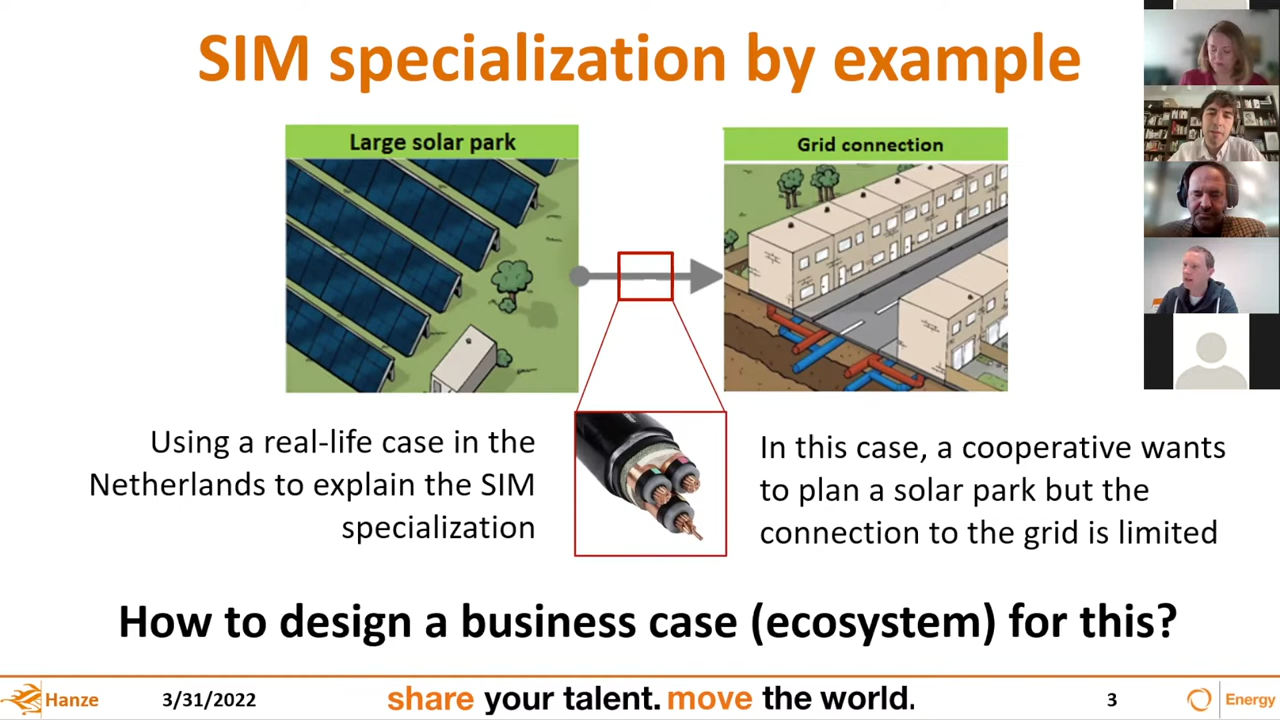 SIM specialization by example
Large solar park
Grid connection
Using a real-life case in the
Netherlands to explain the SIM
specialization
In this case, a cooperative wants
to plan a solar park but the
connection to the grid is limited
How to design a business case (ecosystem) for this?
Hanze
3/31/2022
share your talent. move the world.
3
Energy